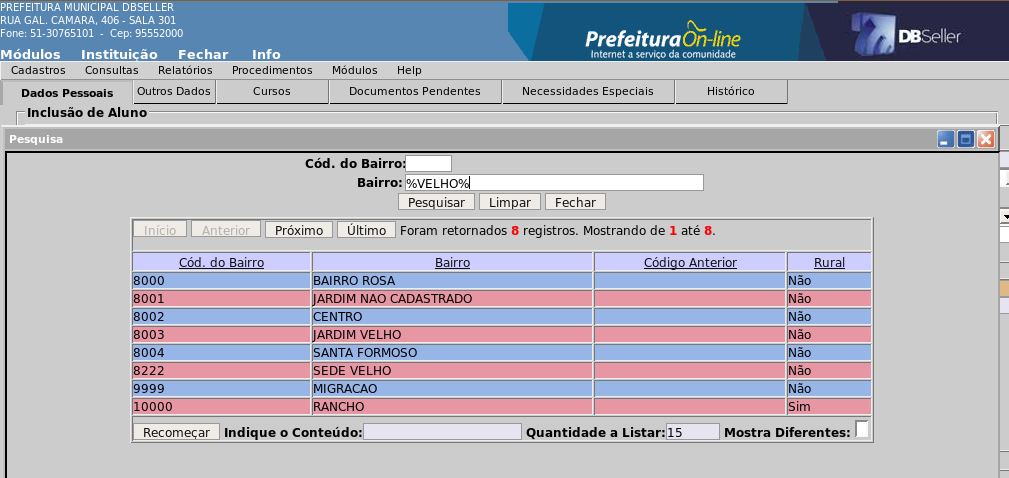 PREFEITURA MUNICIPAL DBSELLER
RUA GAL. CAMARA, 406 - SALA 301
Fone: 51-30765101 - Cep: 95552000
Módulos Instituição Fechar Info
PrefeituraOn-line
Internet a serviço da comunidade
DBSeller
Cadastros Consultas Relatórios Procedimentos Módulos Help
Dados Pessoais Outros Dados Cursos Documentos Pendentes Necessidades Especiais Histórico
Inclusão de Aluno
Pesquisa
Cód. do Bairro:
Bairro: %VELHO%
Pesquisar Limpar Fechar
Início Anterior Próximo Último Foram retornados 8 registros. Mostrando de 1 até 8.
Cód. do Bairro Bairro Código Anterior Rural
8000 BAIRRO ROSA Não
8001 JARDIM NAO CADASTRADO Não
8002 CENTRO Não
8003 JARDIM VELHO Não
8004 SANTA FORMOSO Não
8222 SEDE VELHO Não
9999 MIGRACAO Não
10000 RANCHO Sim
Recomeçar Indique o Conteúdo: Quantidade a Listar: 15 Mostra Diferentes: